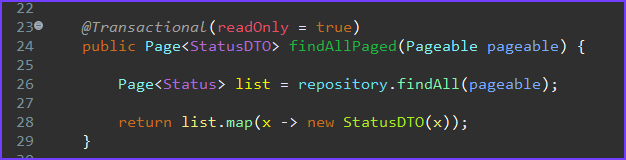 22
23 @Transactional(readOnly = true)
24 public Page<StatusDTO> findAllPaged(Pageable pageable) {
25
26 Page<Status> list = repository.findAll(pageable);
27
28 return list.map(x -> new StatusDTO(x));
29 }